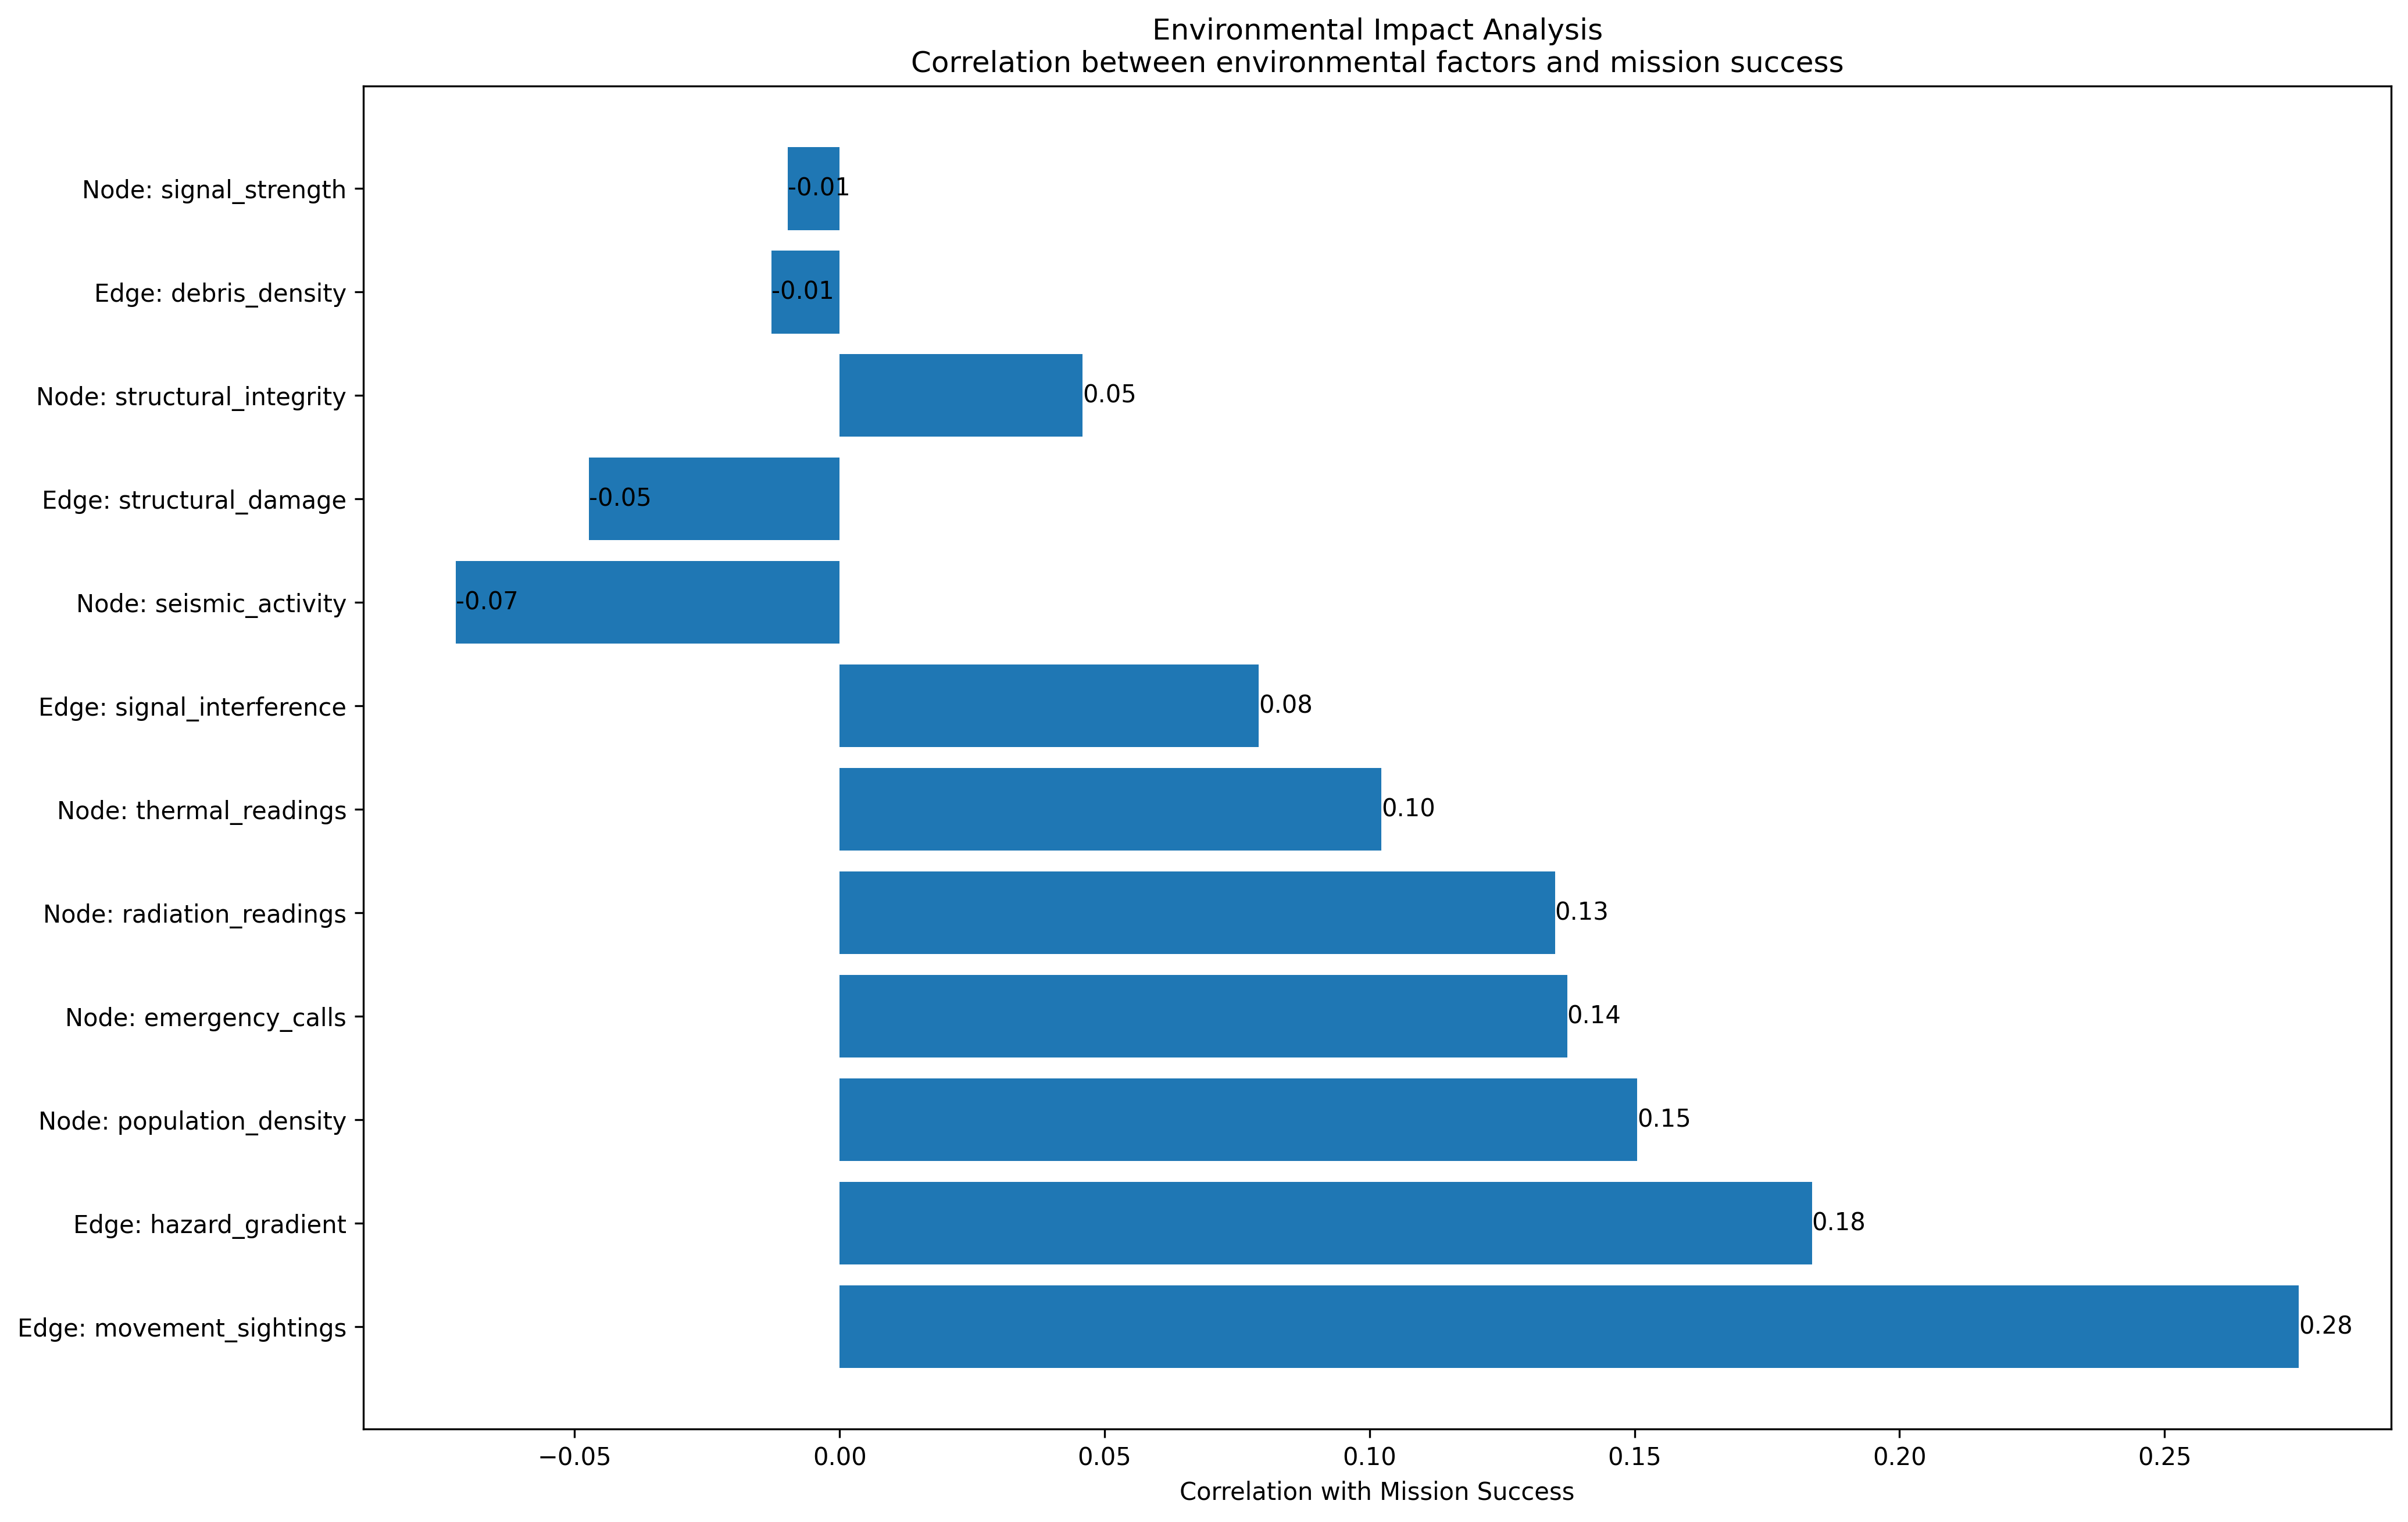 Environmental Impact Analysis
Correlation between environmental factors and mission success
Node: signal_strength
-0.01
Edge: debris_density
-0.01
Node: structural_integrity
0.05
Edge: structural_damage
-0.05
Node: seismic_activity
-0.07
Edge: signal_interference
0.08
Node: thermal_readings
0.10
Node: radiation_readings
0.13
Node: emergency_calls
0.14
Node: population_density
0.15
Edge: hazard_gradient
0.18
Edge: movement_sightings
0.28
−0.05 0.00 0.05 0.10 0.15 0.20 0.25
Correlation with Mission Success